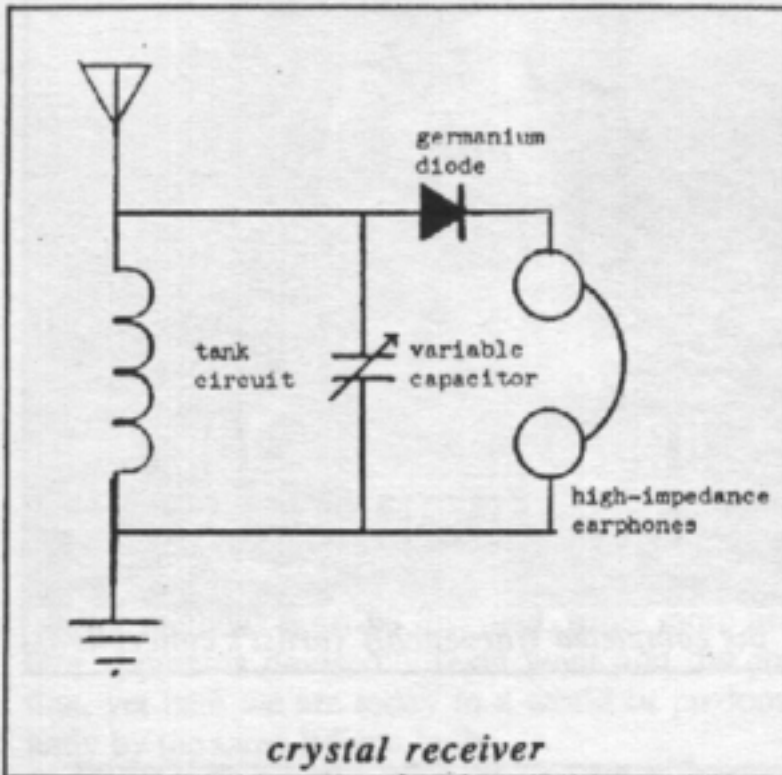 germanium
diode
tank
circuit
variable
capacitor
high-impedance
earphones
crystal receiver